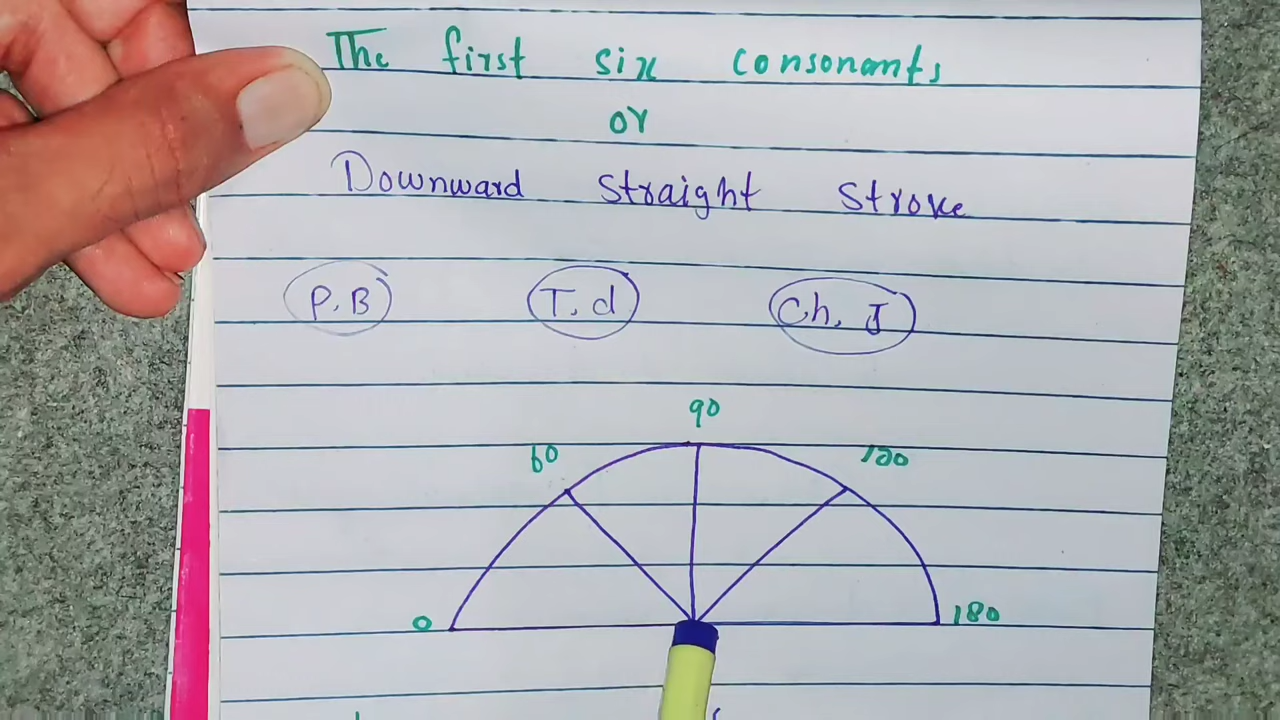 The first six consonants
or
Downward Straight Stroke
P, B T, d Ch, J
90
60 120
0 180